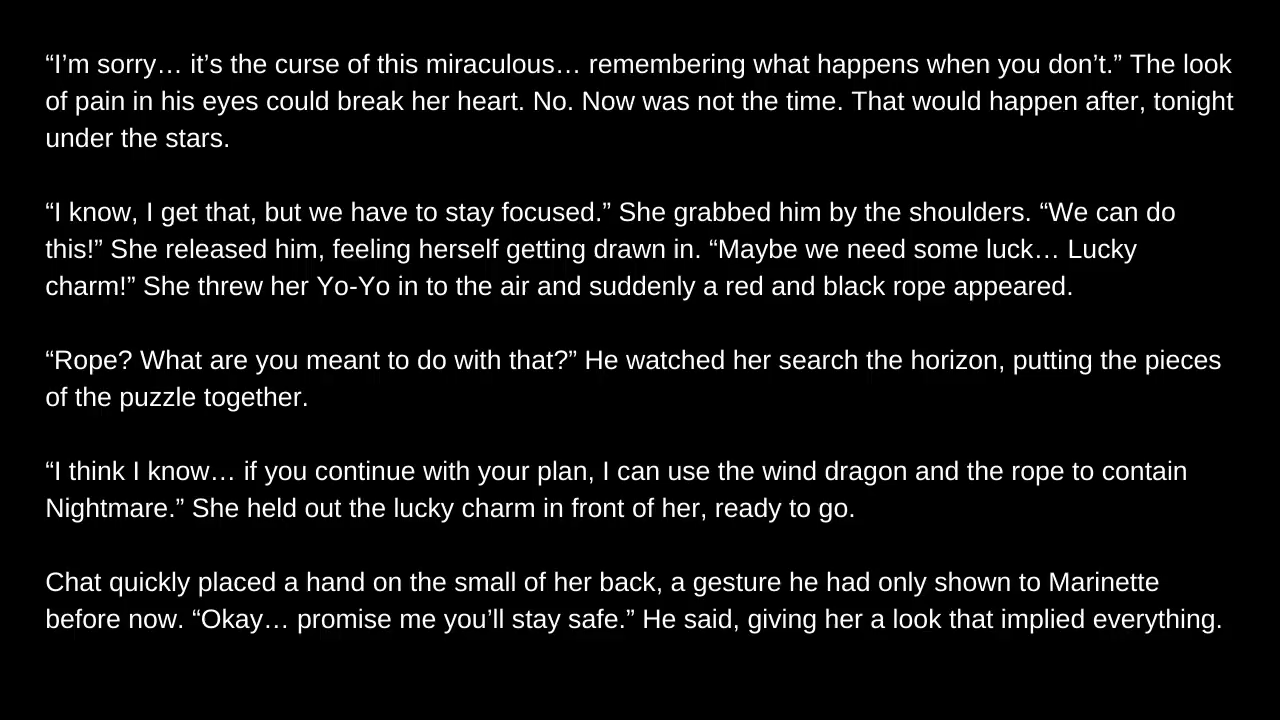 “I’m sorry… it’s the curse of this miraculous… remembering what happens when you don’t.” The look
of pain in his eyes could break her heart. No. Now was not the time. That would happen after, tonight
under the stars.
“I know, I get that, but we have to stay focused.” She grabbed him by the shoulders. “We can do
this!” She released him, feeling herself getting drawn in. “Maybe we need some luck… Lucky
charm!” She threw her Yo-Yo in to the air and suddenly a red and black rope appeared.
“Rope? What are you meant to do with that?” He watched her search the horizon, putting the pieces
of the puzzle together.
“I think I know… if you continue with your plan, I can use the wind dragon and the rope to contain
Nightmare.” She held out the lucky charm in front of her, ready to go.
Chat quickly placed a hand on the small of her back, a gesture he had only shown to Marinette
before now. “Okay… promise me you’ll stay safe.” He said, giving her a look that implied everything.